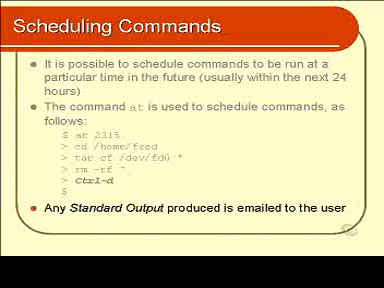 Scheduling Commands
It is possible to schedule commands to be run at a
particular time in the future (usually within the next 24
hours)
The command at is used to schedule commands, as
follows:
$ at 2315
> cd /home/fred
> tar cf /dev/fd0 *
> rm -rf *
> Ctrl-d
$
Any Standard Output produced is emailed to the user